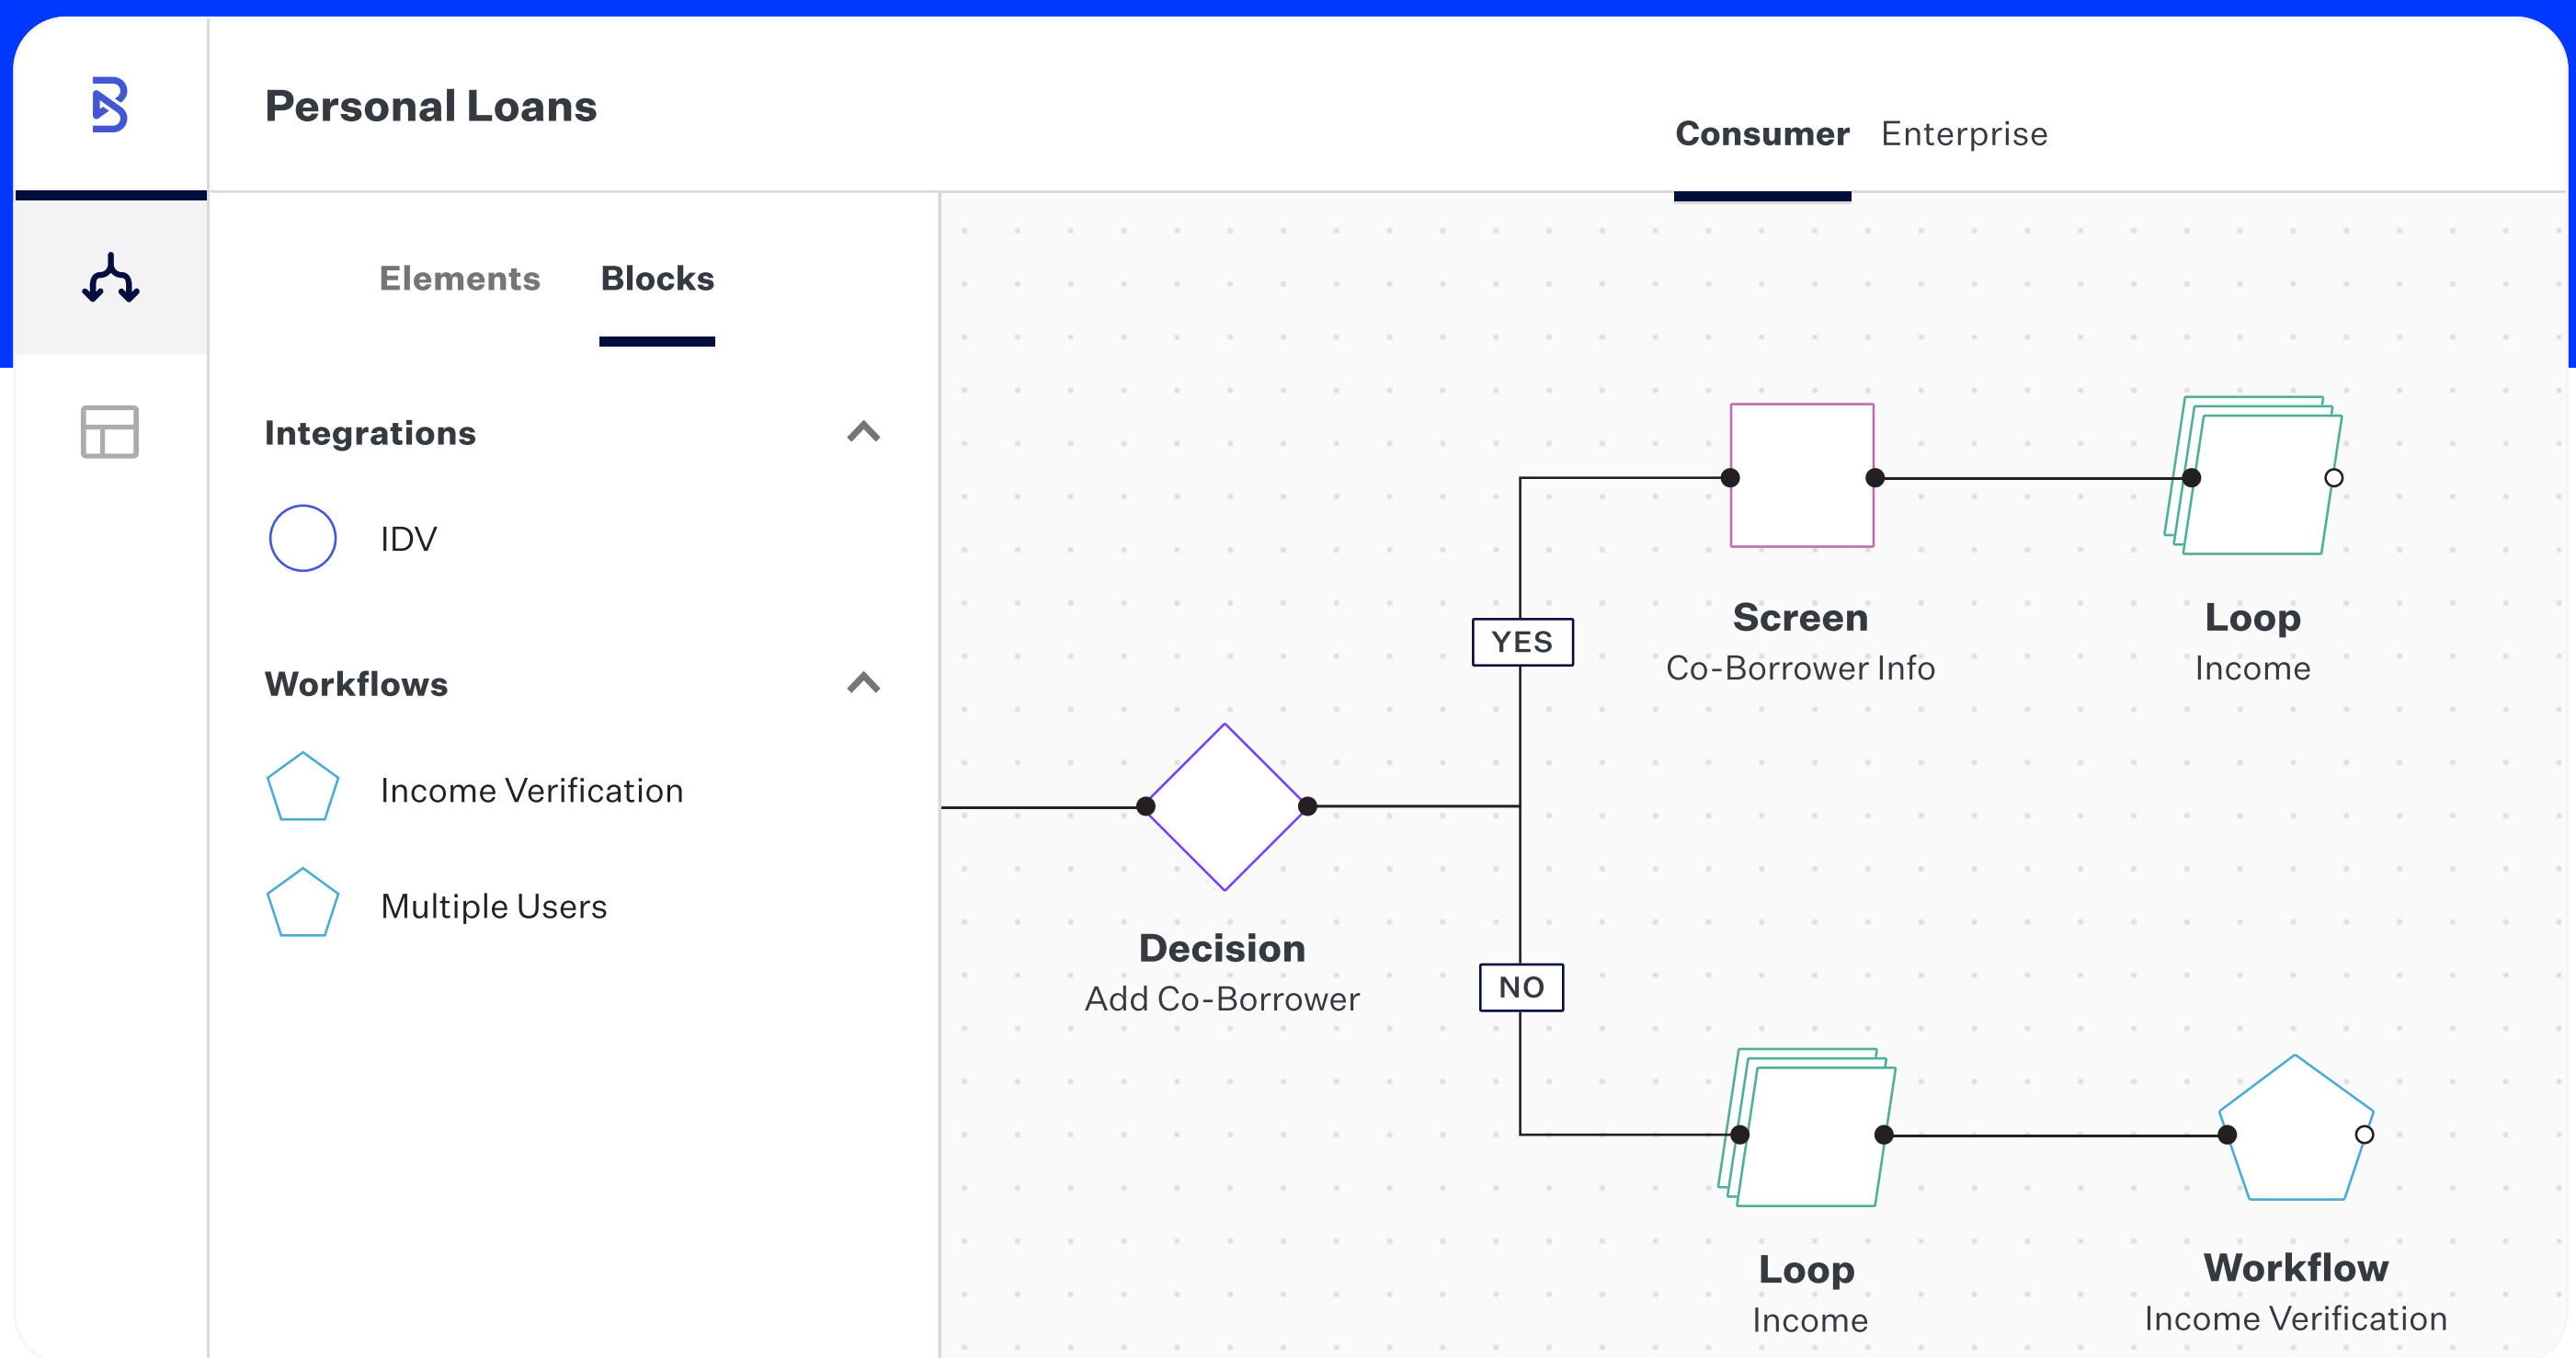 Personal Loans
Consumer
Enterprise
Elements
Blocks
Integrations
IDV
Workflows
Income Verification
Multiple Users
Decision
Add Co-Borrower
YES
NO
Screen
Co-Borrower Info
Loop
Income
Loop
Income
Workflow
Income Verification